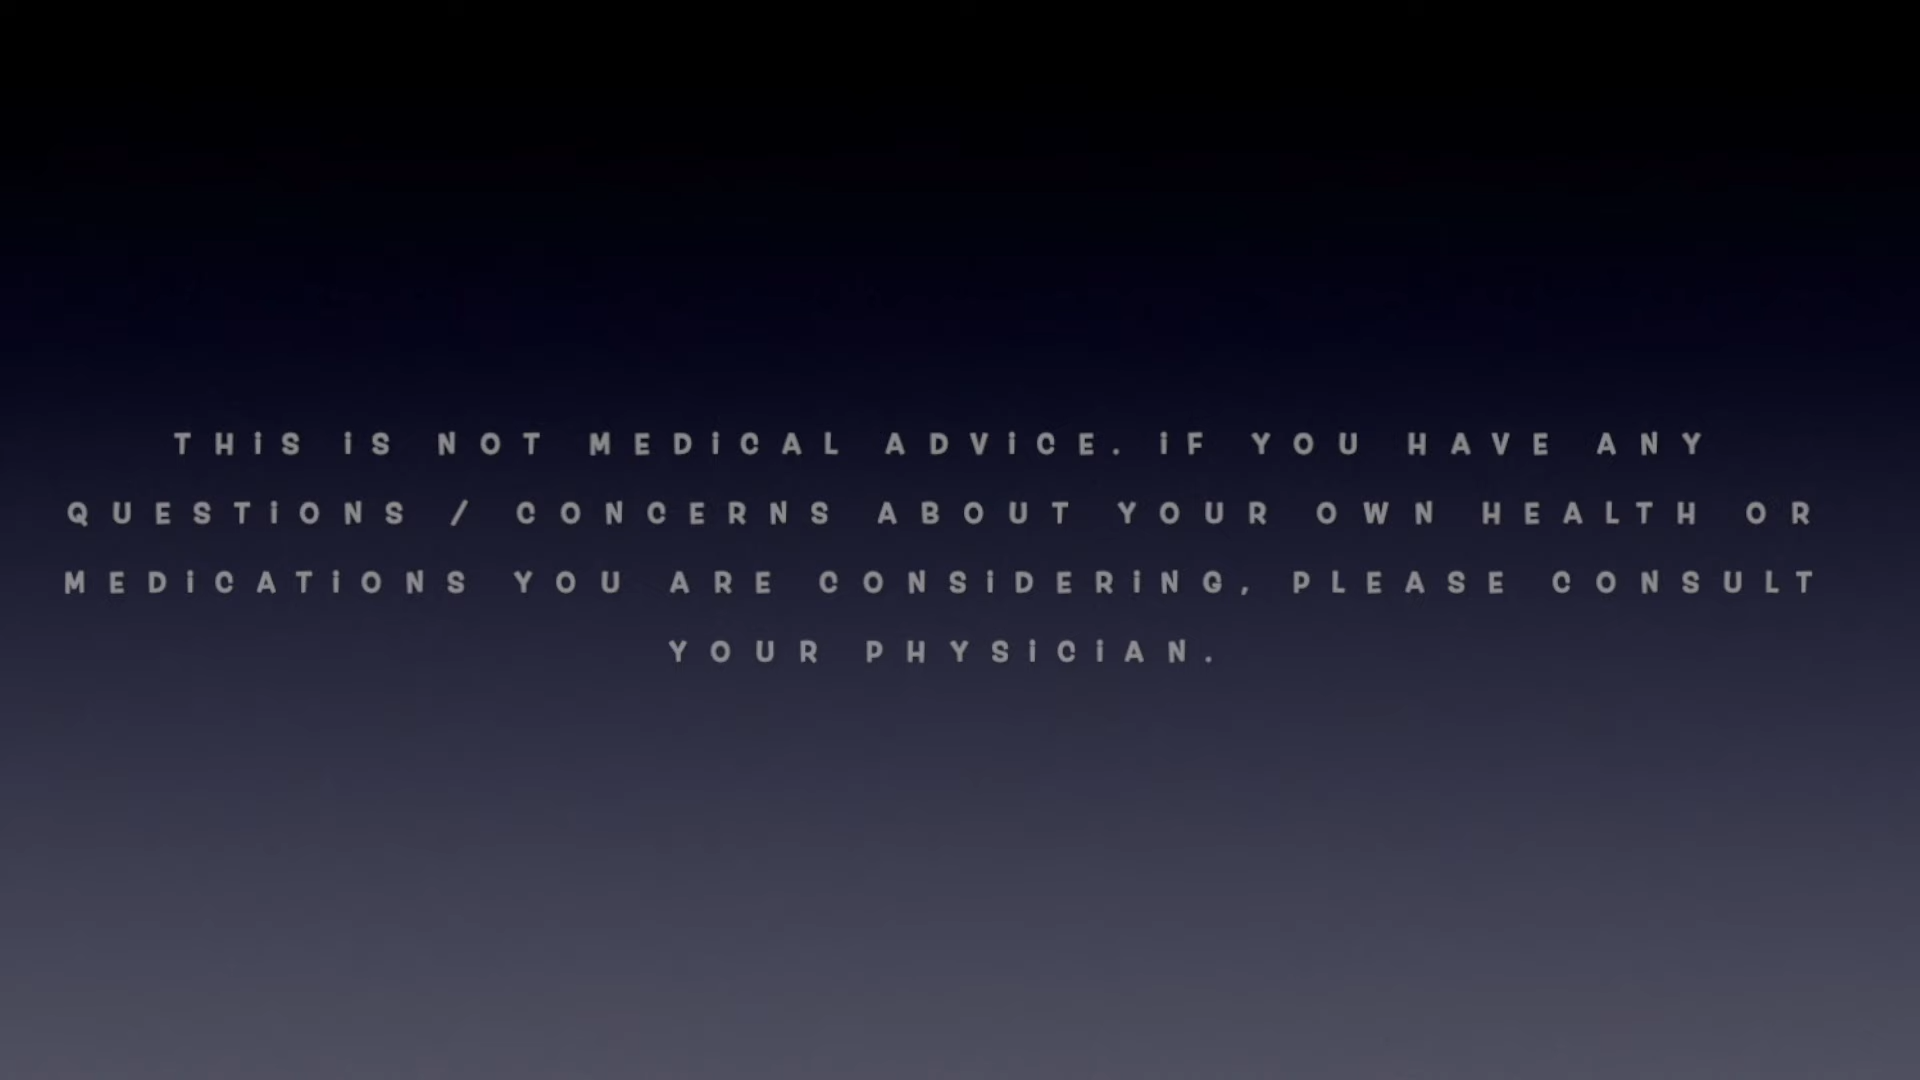 THiS iS NOT MEDiCAL ADViCE. iF YOU HAVE ANY
QUESTiONS / CONCERNS ABOUT YOUR OWN HEALTH OR
MEDiCATiONS YOU ARE CONSiDERiNG, PLEASE CONSULT
YOUR PHYSiCiAN.